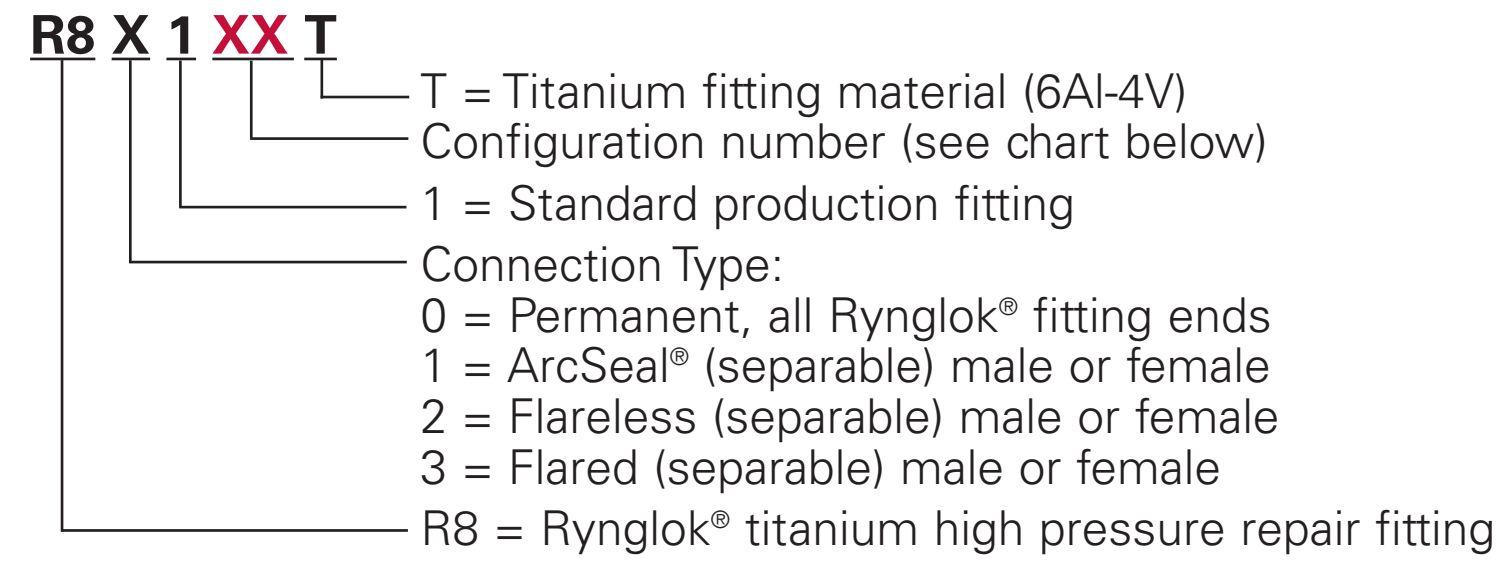 R8 X 1 XX T
T = Titanium fitting material (6Al-4V)
Configuration number (see chart below)
1 = Standard production fitting
Connection Type:
0 = Permanent, all Rynglok® fitting ends
1 = ArcSeal® (separable) male or female
2 = Flareless (separable) male or female
3 = Flared (separable) male or female
R8 = Rynglok® titanium high pressure repair fitting